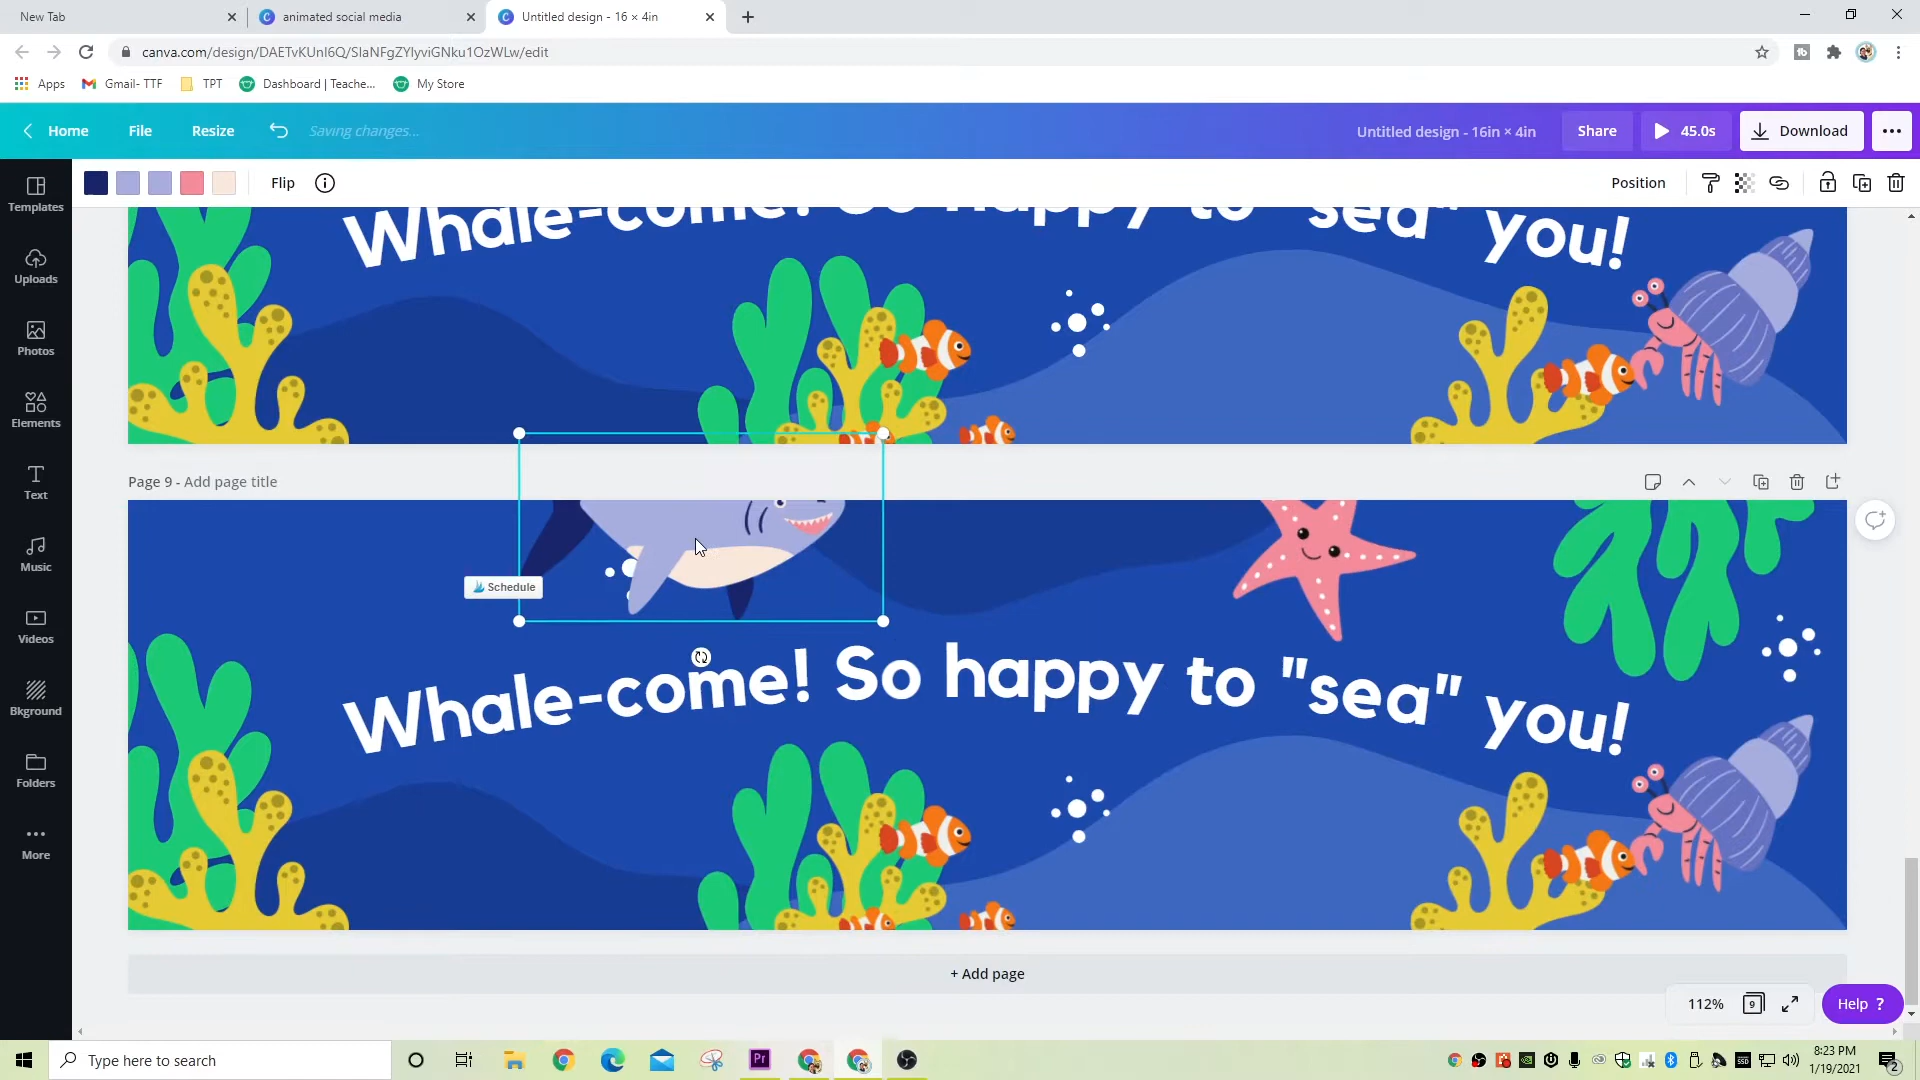 New Tab
animated social media
Untitled design - 16 × 4in
canva.com/design/DAETvKUnI6Q/SlaNFgZYlyviGNku1OzWLw/edit
Apps
Gmail- TTF
TPT
Dashboard | Teache...
My Store
Home
File
Resize
Saving changes...
Untitled design - 16in × 4in
Share
45.0s
Download
Flip
Position
Templates
Uploads
Photos
Elements
Text
Music
Videos
Bkground
Folders
More
Whale-come! So happy to "sea" you!
Page 9 - Add page title
Schedule
Whale-come! So happy to "sea" you!
+ Add page
112%
9
Help ?
Type here to search
Pr
8:23 PM
1/19/2021
2